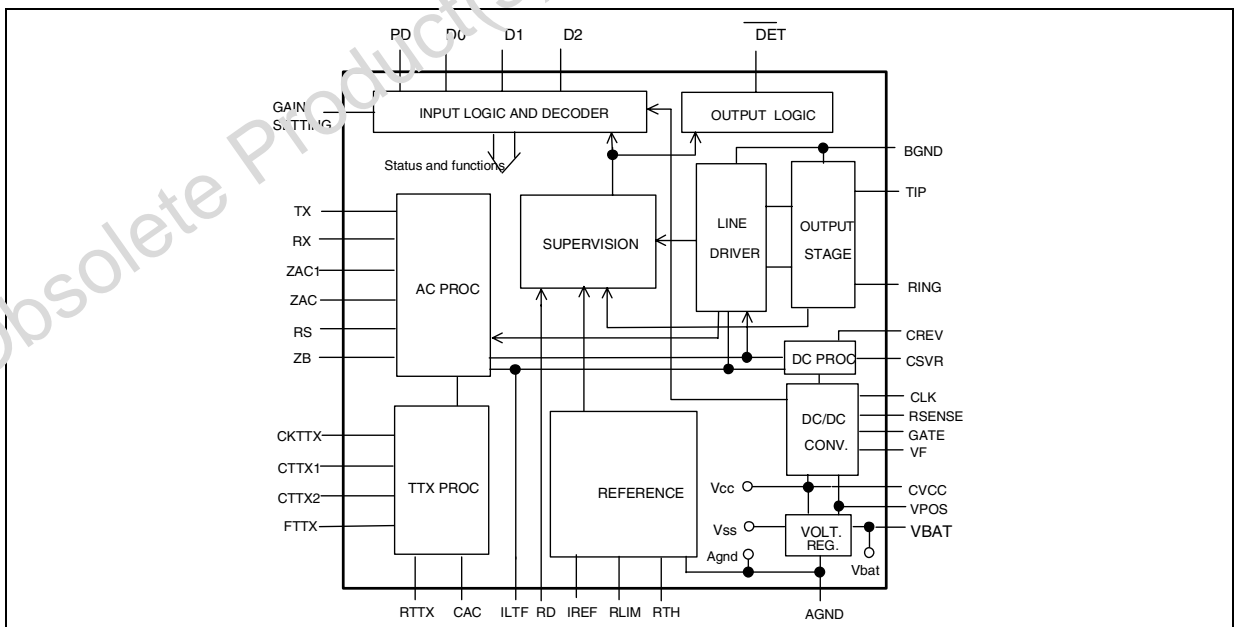 PD D0 D1 D2 DET
GAIN
SETTING
INPUT LOGIC AND DECODER
OUTPUT LOGIC
Status and functions
BGND
TIP
RING
CREV
CSVR
CLK
RSENSE
GATE
VF
CVCC
VPOS
VBAT
TX
RX
ZAC1
ZAC
RS
ZB
AC PROC
SUPERVISION
LINE
DRIVER
OUTPUT
STAGE
DC PROC
DC/DC
CONV.
CKTTX
CTTX1
CTTX2
FTTX
TTX PROC
REFERENCE
Vcc
Vss
Agnd
VOLT.
REG.
Vbat
RTTX CAC ILTF RD IREF RLIM RTH AGND
Obsolete Product(s)